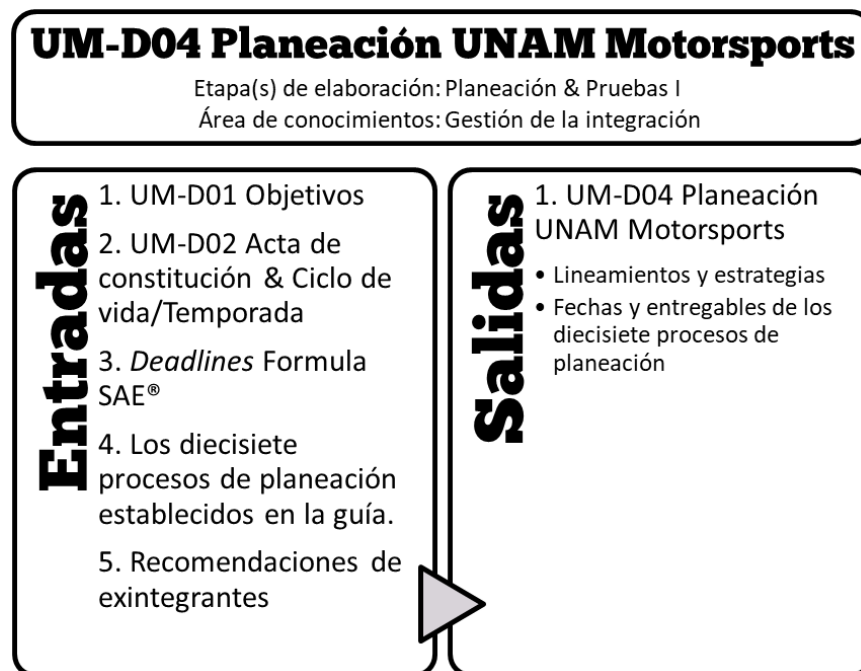 UM-D04 Planeación UNAM Motorsports
Etapa(s) de elaboración: Planeación & Pruebas I
Área de conocimientos: Gestión de la integración
Entradas
1. UM-D01 Objetivos
2. UM-D02 Acta de
constitución & Ciclo de
vida/Temporada
3. Deadlines Formula
SAE®
4. Los diecisiete
procesos de planeación
establecidos en la guía.
5. Recomendaciones de
exintegrantes
Salidas
1. UM-D04 Planeación
UNAM Motorsports
• Lineamientos y estrategias
• Fechas y entregables de los
diecisiete procesos de
planeación